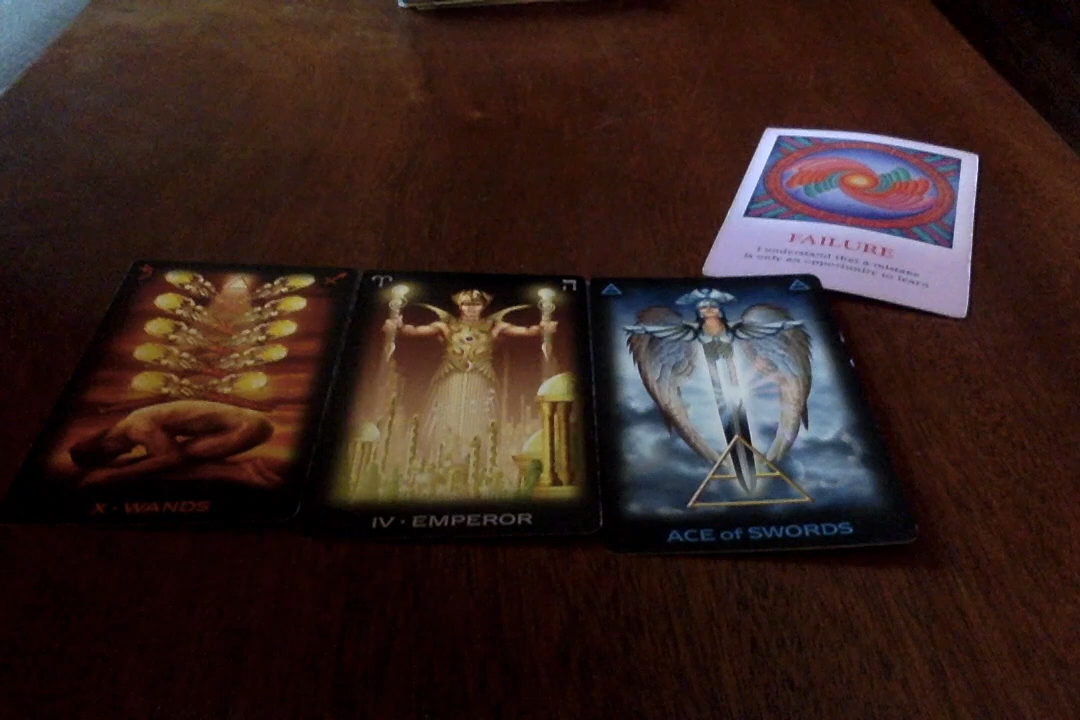 FAILURE
I understand that a mistake
is only an opportunity to learn
X · WANDS
IV · EMPEROR
ה
ACE of SWORDS